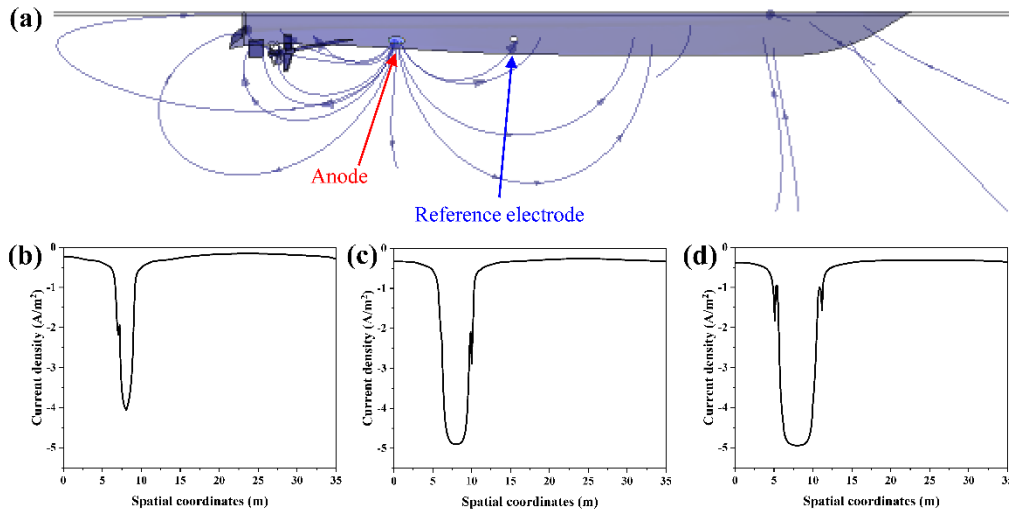 (a)
Anode
Reference electrode
(b)
(c)
(d)
0
-1
-2
-3
-4
-5
Current density (A/m²)
0 5 10 15 20 25 30 35
Spatial coordinates (m)
0
-1
-2
-3
-4
-5
Current density (A/m²)
0 5 10 15 20 25 30 35
Spatial coordinates (m)
0
-1
-2
-3
-4
-5
Current density (A/m²)
0 5 10 15 20 25 30 35
Spatial coordinates (m)